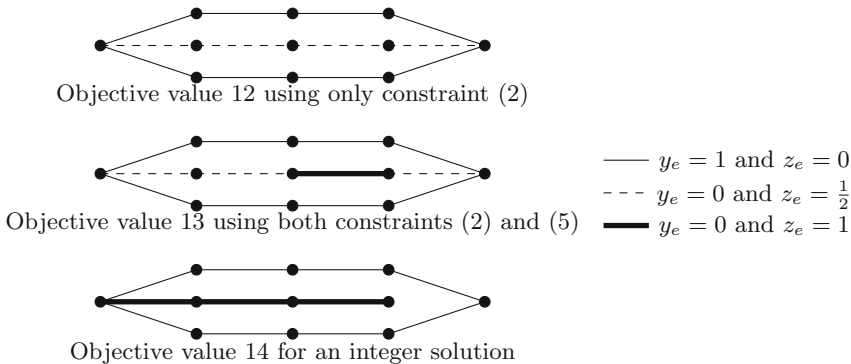 Objective value 12 using only constraint (2)
Objective value 13 using both constraints (2) and (5)
Objective value 14 for an integer solution
y_e = 1 and z_e = 0
y_e = 0 and z_e = 1/2
y_e = 0 and z_e = 1